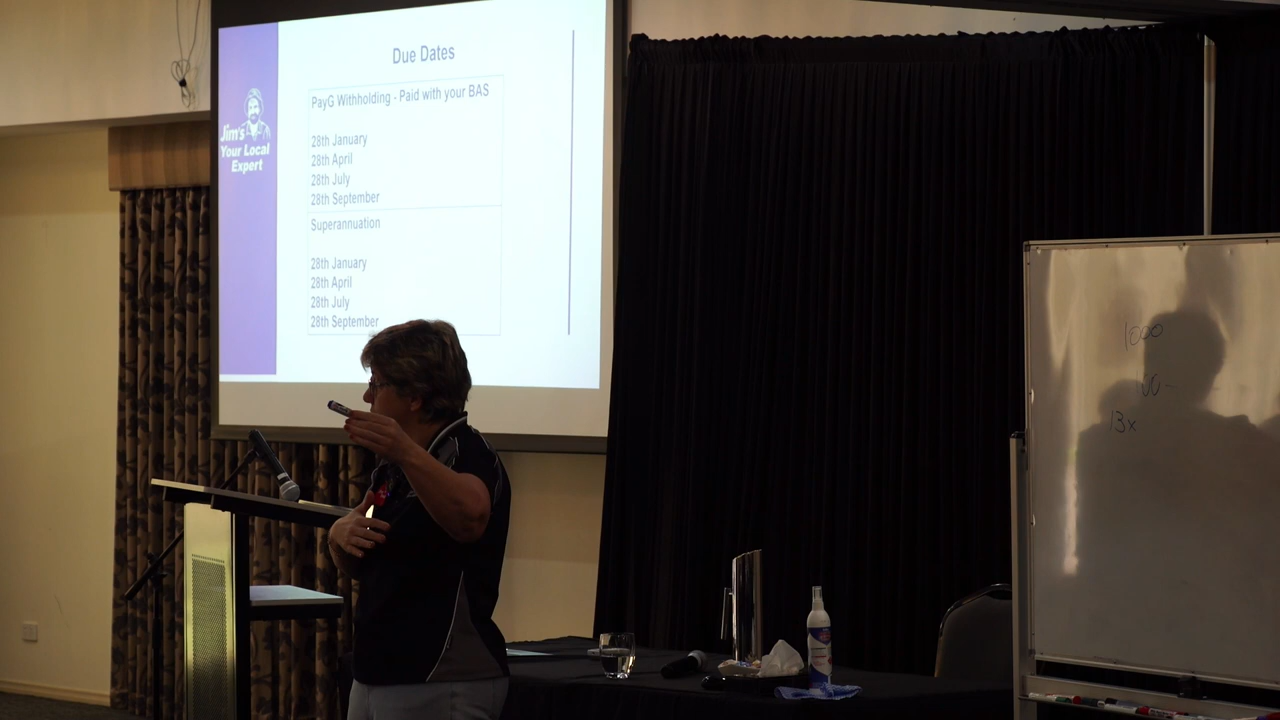 Due Dates
PayG Withholding - Paid with your BAS
28th January
28th April
28th July
28th September
Superannuation
28th January
28th April
28th July
28th September
Jim's
Your Local
Expert
1000
100-
13x